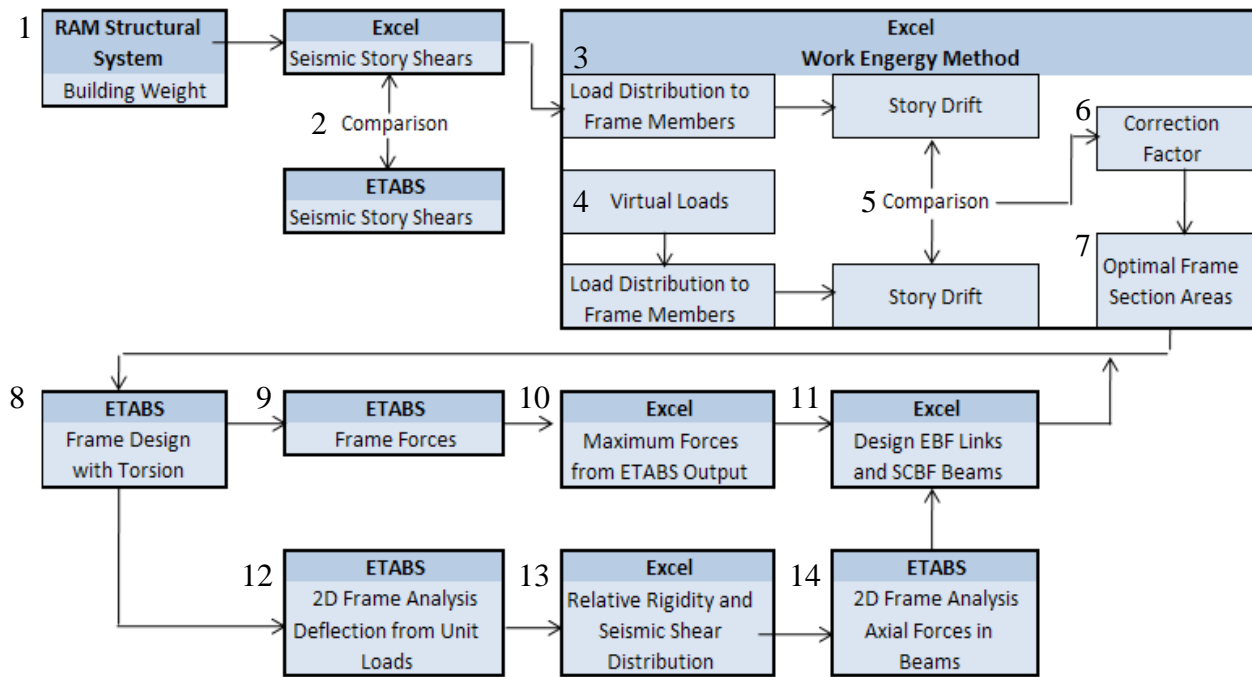 1
RAM Structural
System
Building Weight
Excel
Seismic Story Shears
2 Comparison
ETABS
Seismic Story Shears
Excel
Work Engergy Method
3
Load Distribution to
Frame Members
Story Drift
4
Virtual Loads
Load Distribution to
Frame Members
Story Drift
5 Comparison
6
Correction
Factor
7
Optimal Frame
Section Areas
8
ETABS
Frame Design
with Torsion
9
ETABS
Frame Forces
10
Excel
Maximum Forces
from ETABS Output
11
Excel
Design EBF Links
and SCBF Beams
12
ETABS
2D Frame Analysis
Deflection from Unit
Loads
13
Excel
Relative Rigidity and
Seismic Shear
Distribution
14
ETABS
2D Frame Analysis
Axial Forces in
Beams